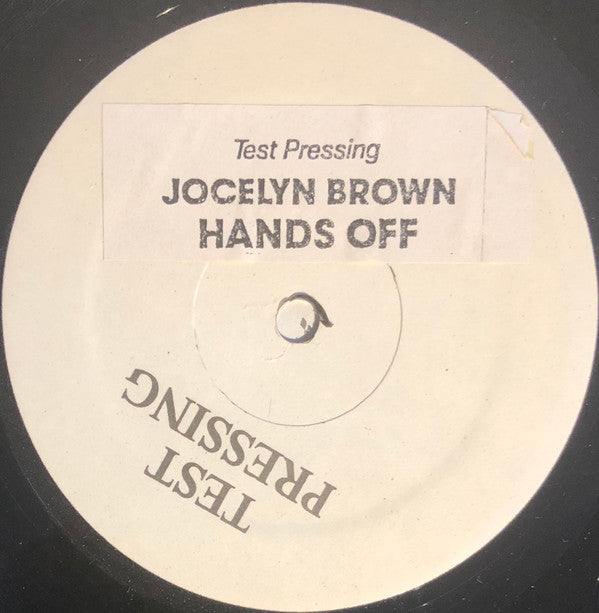 Test Pressing
JOCELYN BROWN
HANDS OFF
TEST
PRESSING